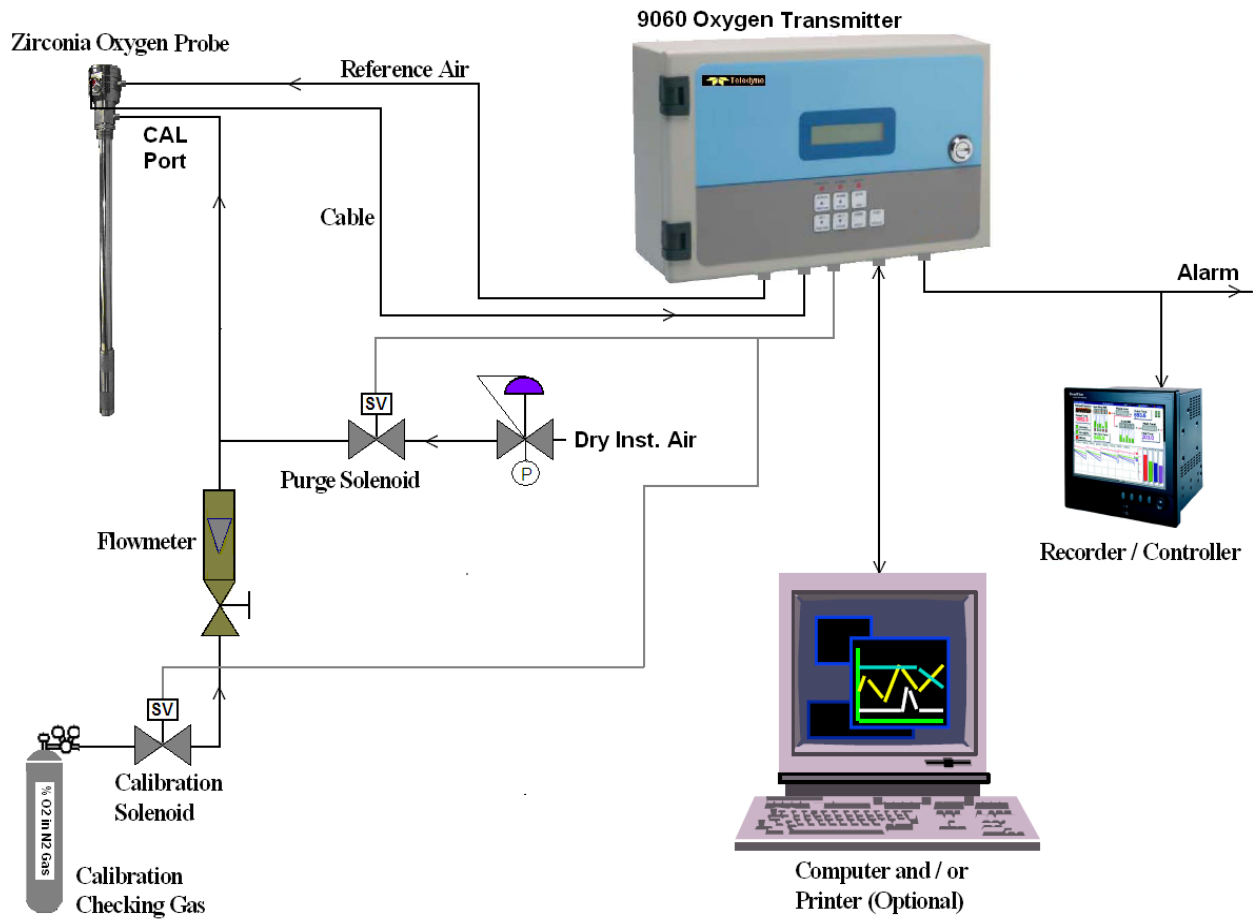 9060 Oxygen Transmitter
Zirconia Oxygen Probe
Reference Air
Teledyne
CAL
Port
Cable
Alarm
SV
Dry Inst. Air
Purge Solenoid
P
Flowmeter
Recorder / Controller
SV
Calibration
Solenoid
% O2 in N2 Gas
Calibration
Checking Gas
Computer and / or
Printer (Optional)